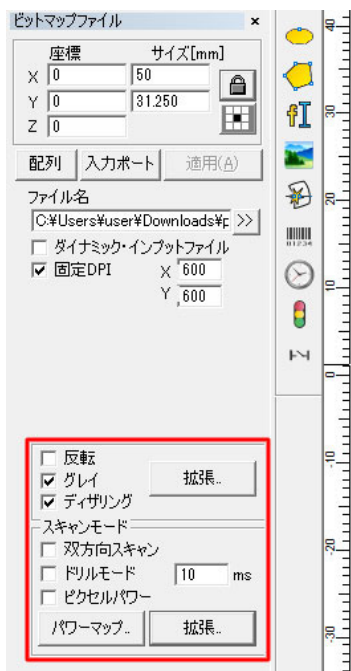 ビットマップファイル ×
座標 サイズ[mm]
X 0 50
Y 0 31.250
Z 0
配列 入力ポート 適用(A)
ファイル名
C:¥Users¥user¥Downloads¥p >>
ダイナミック・インプットファイル
固定DPI X 600
Y 600
反転
グレイ 拡張..
ディザリング
スキャンモード
双方向スキャン
ドリルモード 10 ms
ピクセルパワー
パワーマップ.. 拡張..
40
30
20
10
0
-10
-20
-30
01234